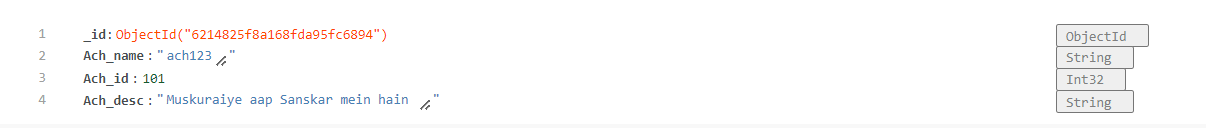 1 _id: ObjectId("6214825f8a168fda95fc6894") ObjectId
2 Ach_name : "ach123 " String
3 Ach_id : 101 Int32
4 Ach_desc : "Muskuraiye aap Sanskar mein hain " String